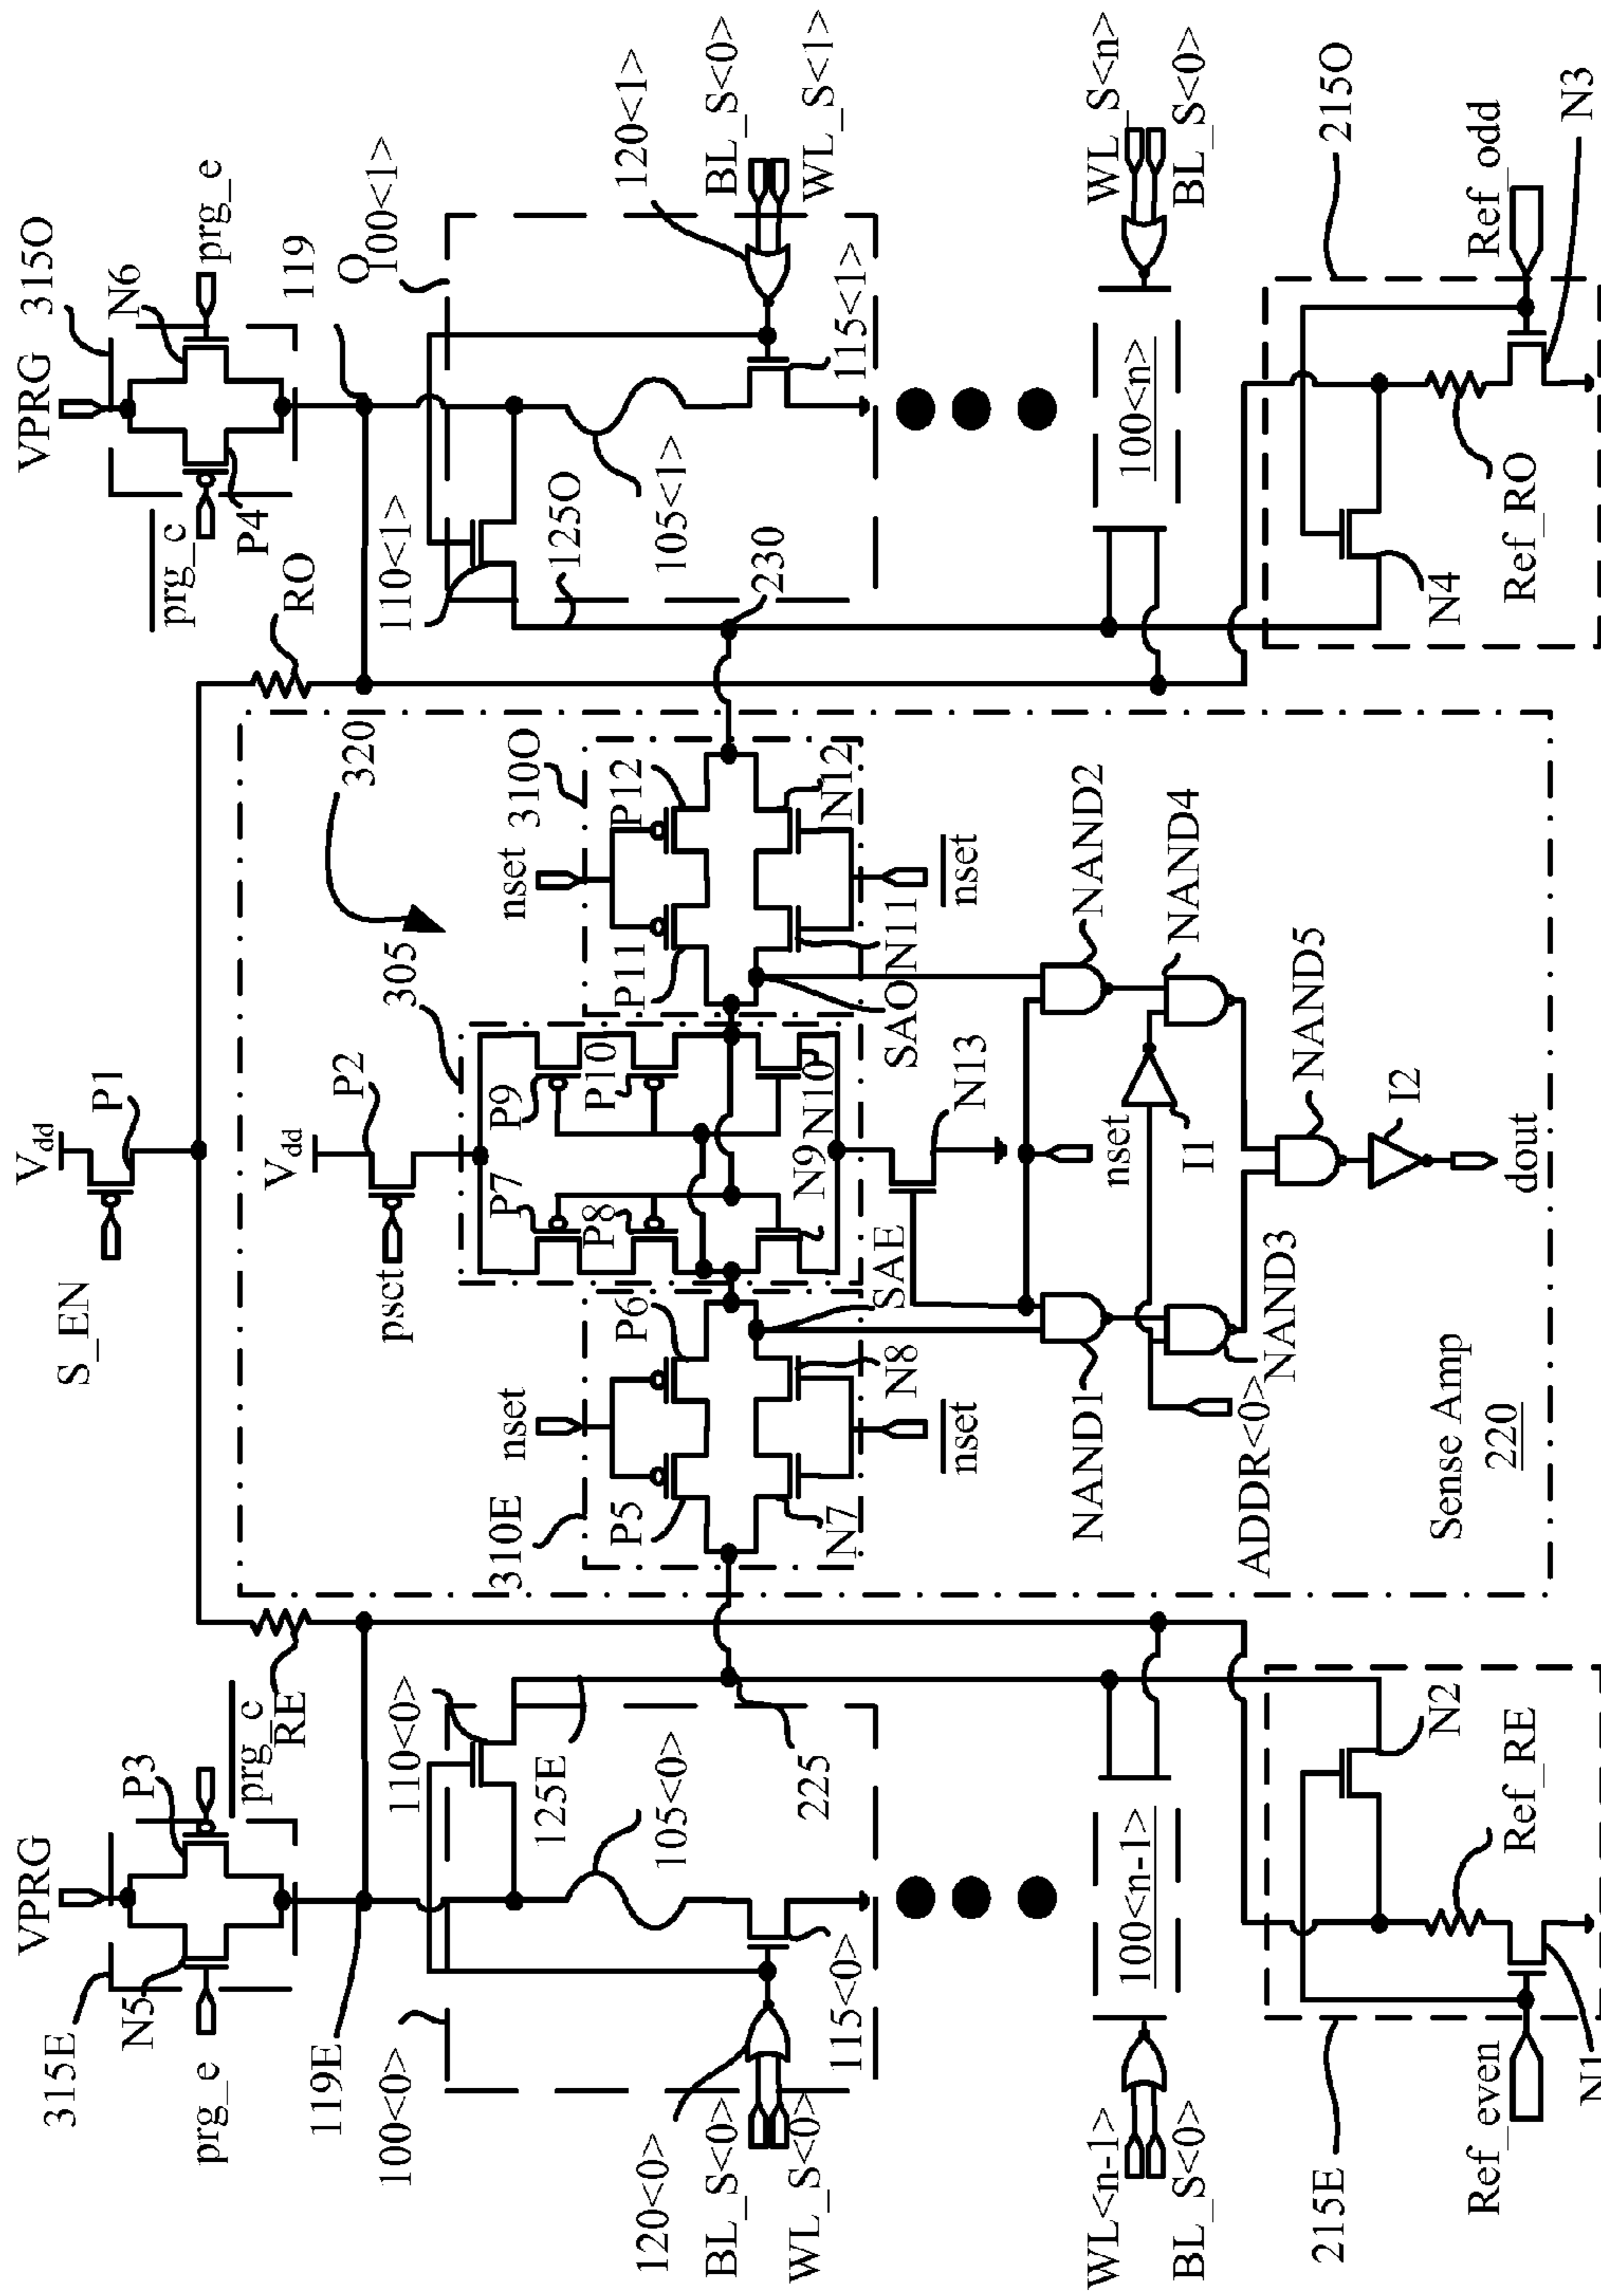 S_EN
Vdd
P1
VPRG
315E
N5
P3
prg_e
prg_c
RE
119E
VPRG
315O
N6
P4
prg_e
prg_c
RO
119
O
Vdd
P2
pset
305
320
100<0>
110<0>
125E
105<0>
225
115<0>
120<0>
BL_S<0>
WL_S<0>
310E
nset
P5
P6
N7
N8
nset
SAE
P7
P8
P9
P10
N9
N10
310O
nset
P11
P12
N11
N12
nset
SAO
230
100<1>
110<1>
125O
105<1>
115<1>
120<1>
BL_S<0>
WL_S<1>
N13
nset
NAND1
NAND2
NAND3
NAND4
NAND5
I1
I2
ADDR<0>
dout
Sense Amp
220
WL<n-1>
BL_S<0>
100<n-1>
100<n>
WL_S<n>
BL_S<0>
215E
Ref_even
N1
N2
Ref_RE
215O
Ref_odd
N3
N4
Ref_RO